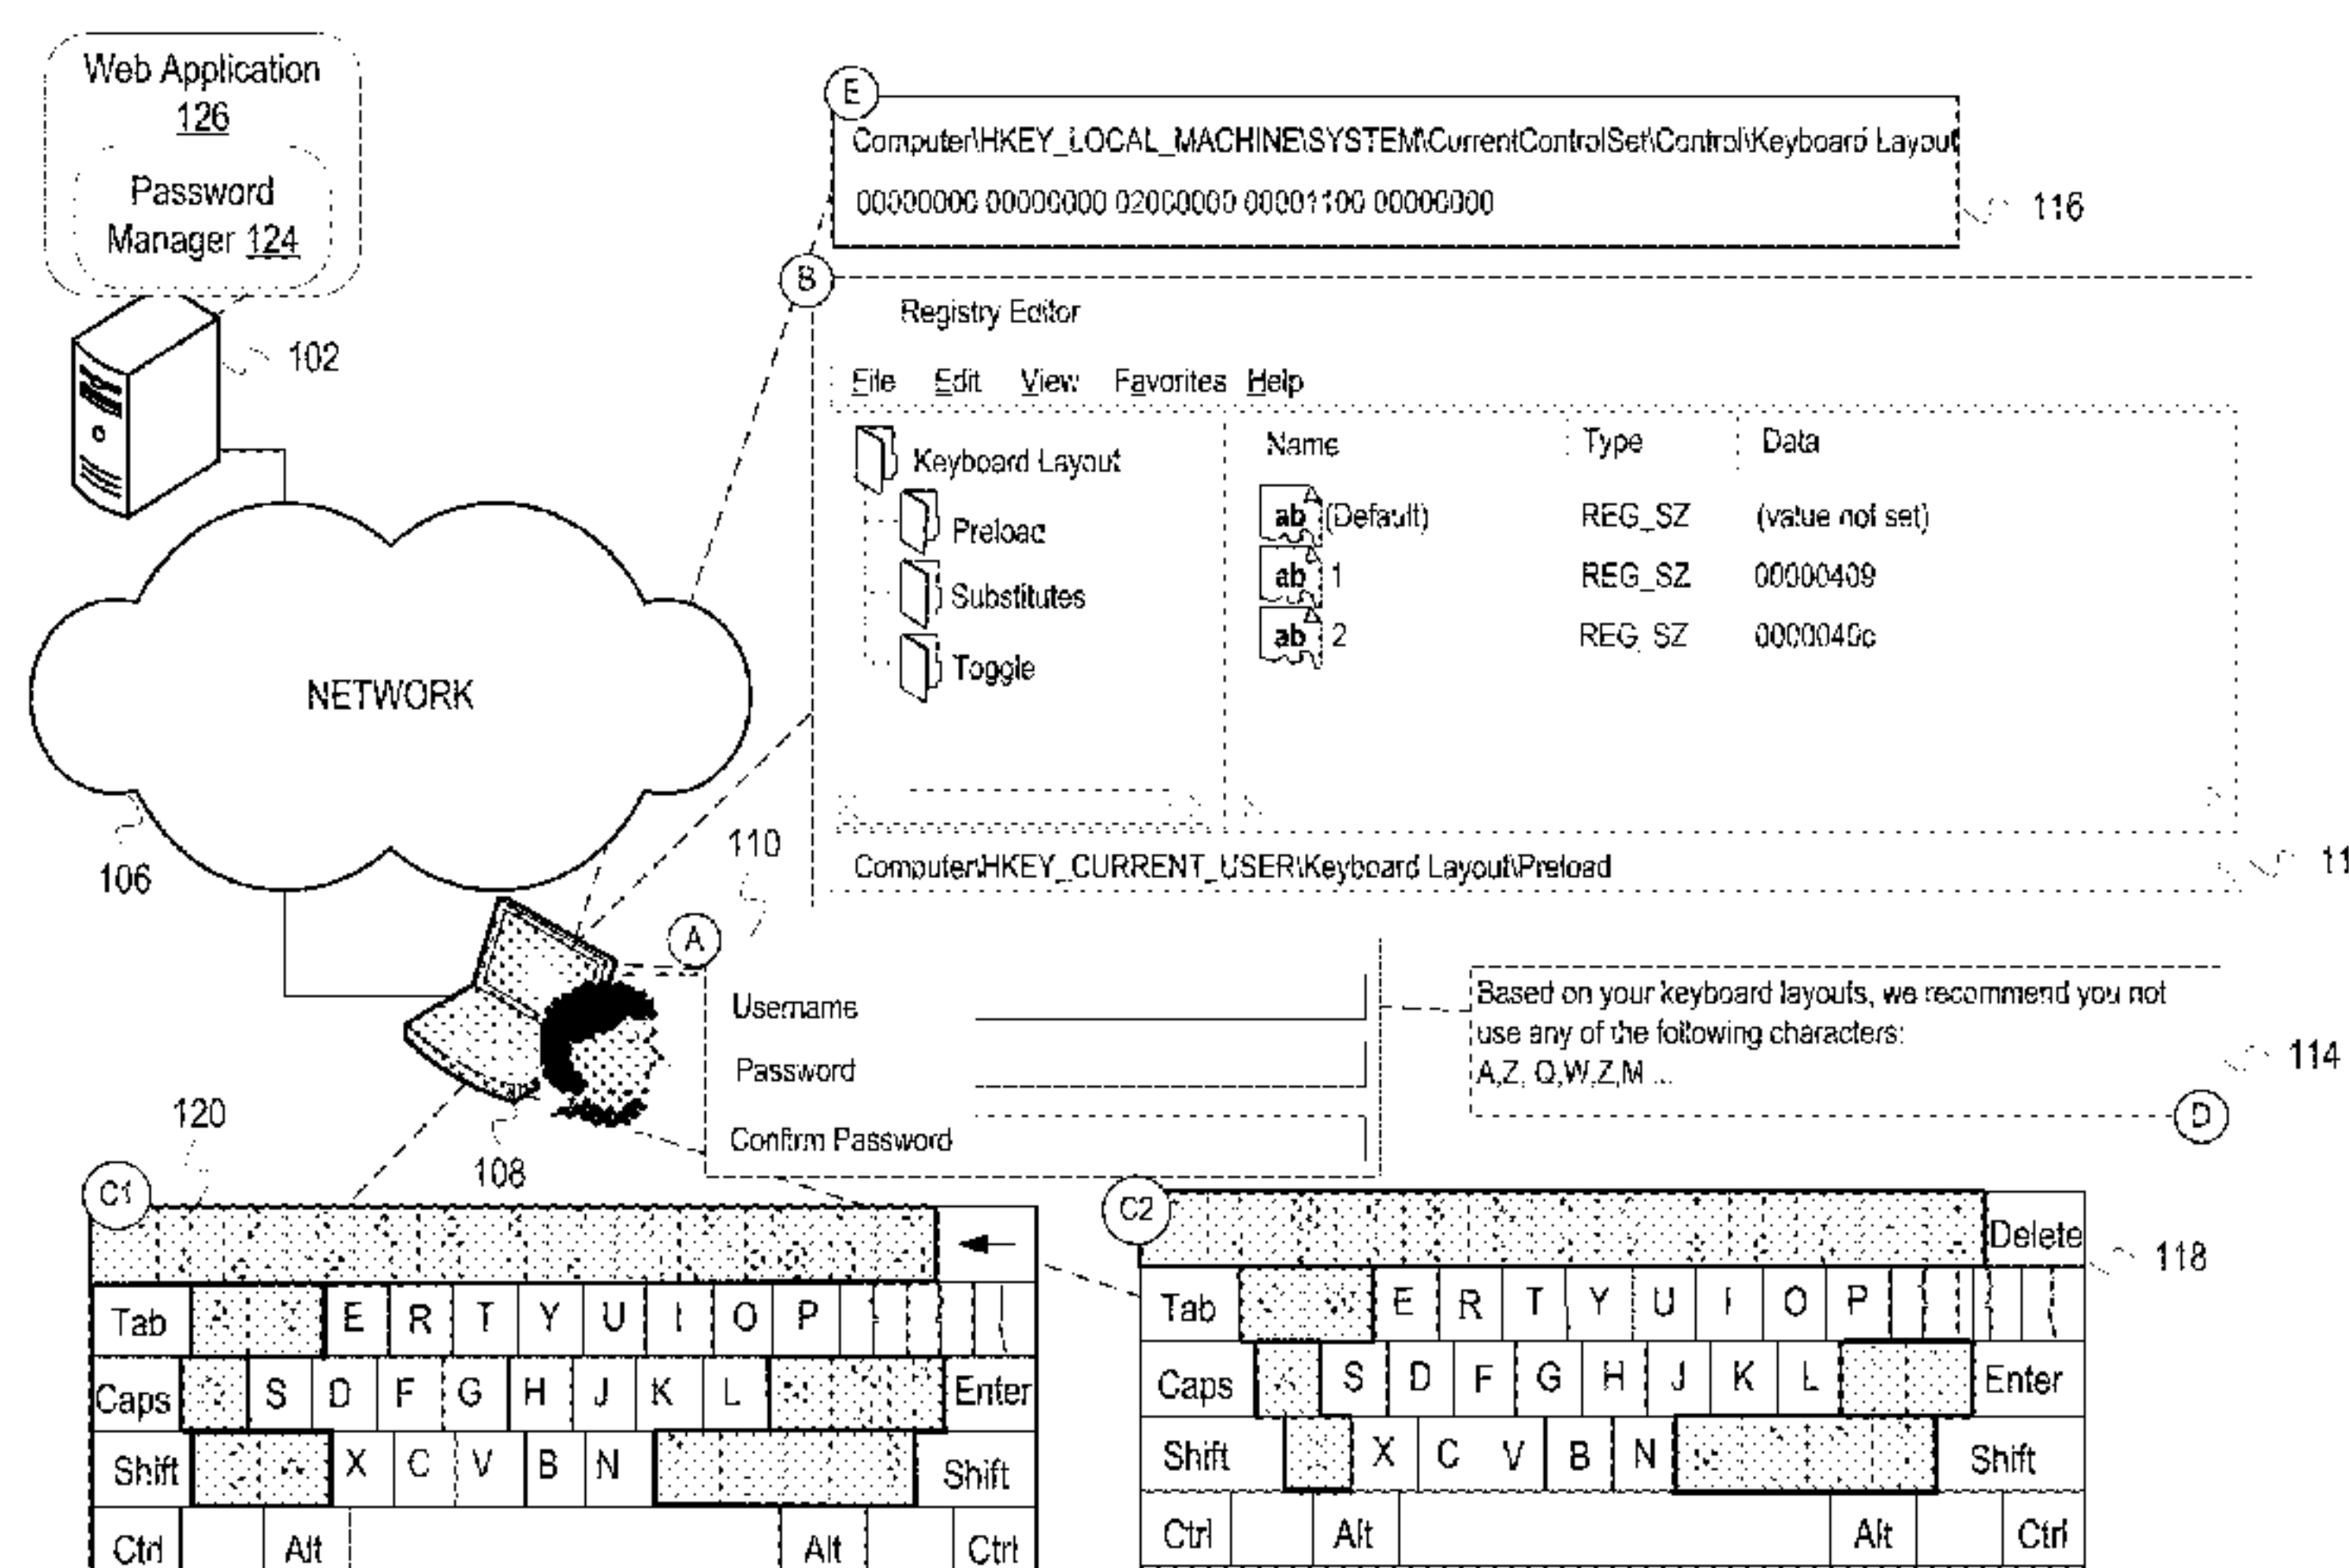 Web Application
126
Password
Manager 124
102
E
Computer\HKEY_LOCAL_MACHINE\SYSTEM\CurrentControlSet\Control\Keyboard Layout
00000000 00000000 02000000 00001100 00000000
116
B
Registry Editor
File Edit View Favorites Help
Keyboard Layout
Preload
Substitutes
Toggle
Name Type Data
ab (Default) REG_SZ (value not set)
ab 1 REG_SZ 00000409
ab 2 REG_SZ 0000040c
Computer\HKEY_CURRENT_USER\Keyboard Layout\Preload
11
NETWORK
106
110
A
Username
Password
Confirm Password
108
Based on your keyboard layouts, we recommend you not
use any of the following characters:
A,Z, Q,W,Z,M ...
114
D
120
C1
Tab E R T Y U I O P
Caps S D F G H J K L Enter
Shift X C V B N Shift
Ctrl Alt Alt Ctrl
C2
Delete
118
Tab E R T Y U I O P
Caps S D F G H J K L Enter
Shift X C V B N Shift
Ctrl Alt Alt Ctrl